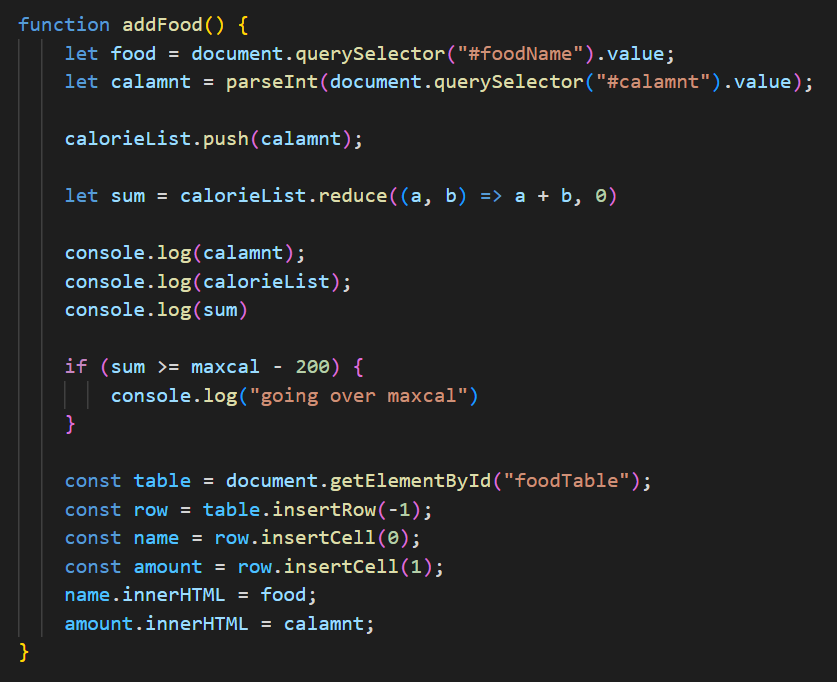 function addFood() {
    let food = document.querySelector("#foodName").value;
    let calamnt = parseInt(document.querySelector("#calamnt").value);

    calorieList.push(calamnt);

    let sum = calorieList.reduce((a, b) => a + b, 0)

    console.log(calamnt);
    console.log(calorieList);
    console.log(sum)

    if (sum >= maxcal - 200) {
        console.log("going over maxcal")
    }

    const table = document.getElementById("foodTable");
    const row = table.insertRow(-1);
    const name = row.insertCell(0);
    const amount = row.insertCell(1);
    name.innerHTML = food;
    amount.innerHTML = calamnt;
}